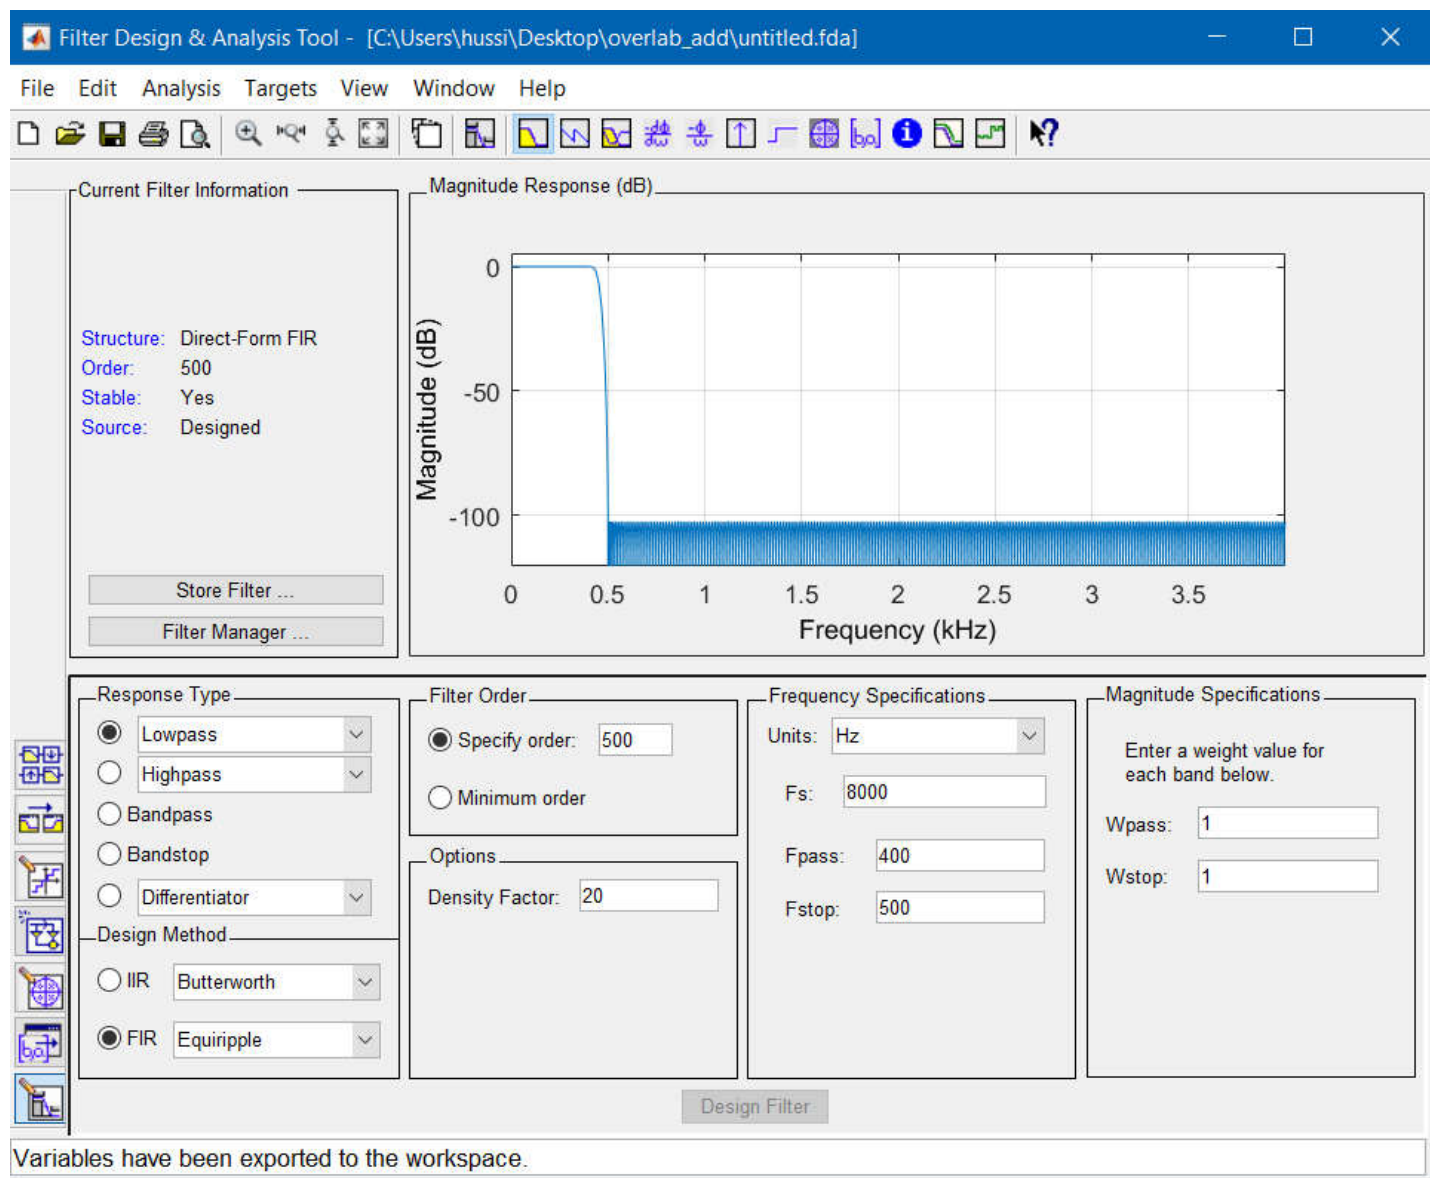 Filter Design & Analysis Tool - [C:\Users\hussi\Desktop\overlab_add\untitled.fda]
File Edit Analysis Targets View Window Help
Current Filter Information
Structure: Direct-Form FIR
Order: 500
Stable: Yes
Source: Designed
Store Filter ...
Filter Manager ...
Magnitude Response (dB)
Magnitude (dB)
0
-50
-100
0 0.5 1 1.5 2 2.5 3 3.5
Frequency (kHz)
Response Type
Lowpass
Highpass
Bandpass
Bandstop
Differentiator
Design Method
IIR Butterworth
FIR Equiripple
Filter Order
Specify order: 500
Minimum order
Options
Density Factor: 20
Frequency Specifications
Units: Hz
Fs: 8000
Fpass: 400
Fstop: 500
Magnitude Specifications
Enter a weight value for
each band below.
Wpass: 1
Wstop: 1
Design Filter
Variables have been exported to the workspace.